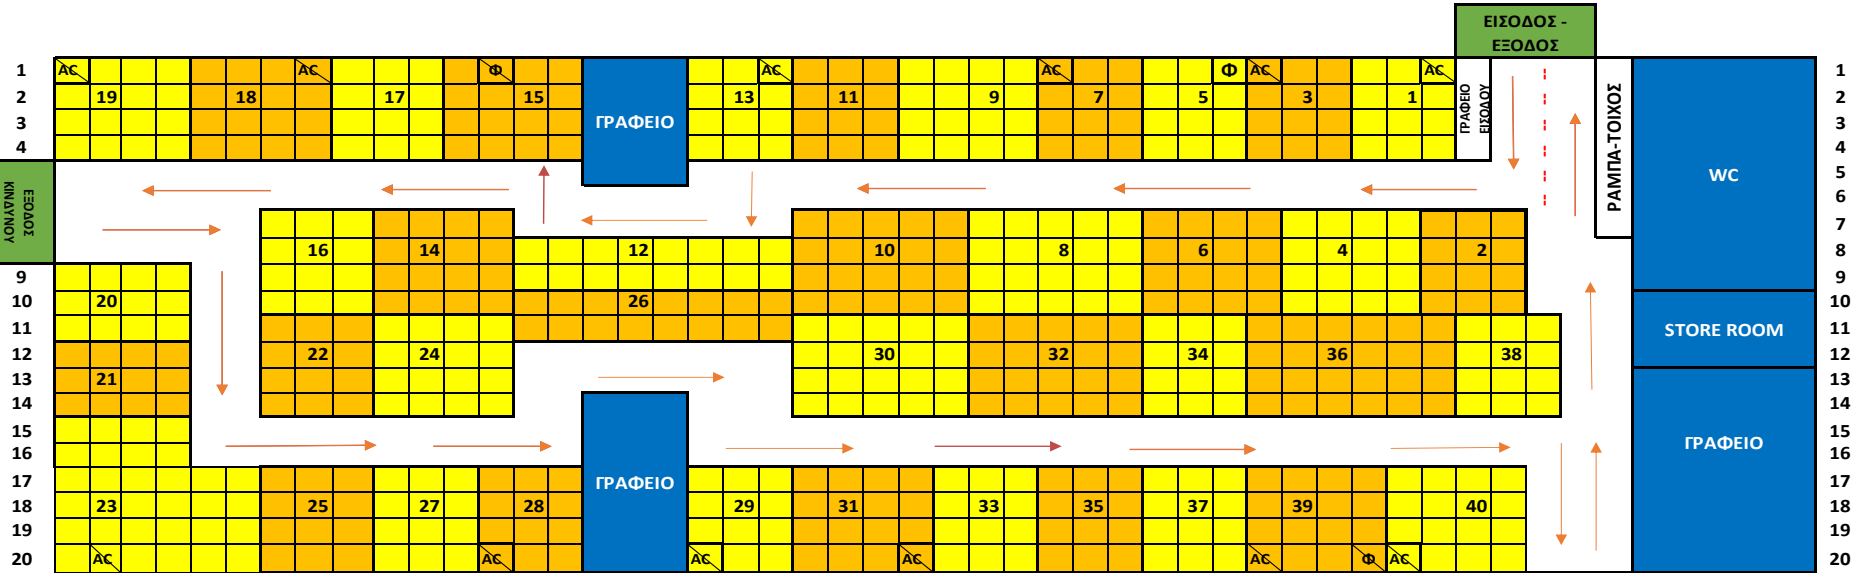 ΕΙΣΟΔΟΣ -
ΕΞΟΔΟΣ
1 AC AC Φ AC AC Φ AC AC 1
2 19 18 17 15 13 11 9 7 5 3 1 2
3 ΓΡΑΦΕΙΟ 3
4 4
ΓΡΑΦΕΙΟ
ΕΙΣΟΔΟΥ
ΡΑΜΠΑ-ΤΟΙΧΟΣ
WC
ΕΞΟΔΟΣ
ΚΙΝΔΥΝΟΥ
5
6
7
16 14 12 10 8 6 4 2 8
9 9
10 20 26 10
11 STORE ROOM 11
12 22 24 30 32 34 36 38 12
13 21 13
14 14
15 15
16 ΓΡΑΦΕΙΟ 16
17 ΓΡΑΦΕΙΟ 17
18 23 25 27 28 29 31 33 35 37 39 40 18
19 19
20 AC AC AC AC AC Φ AC 20